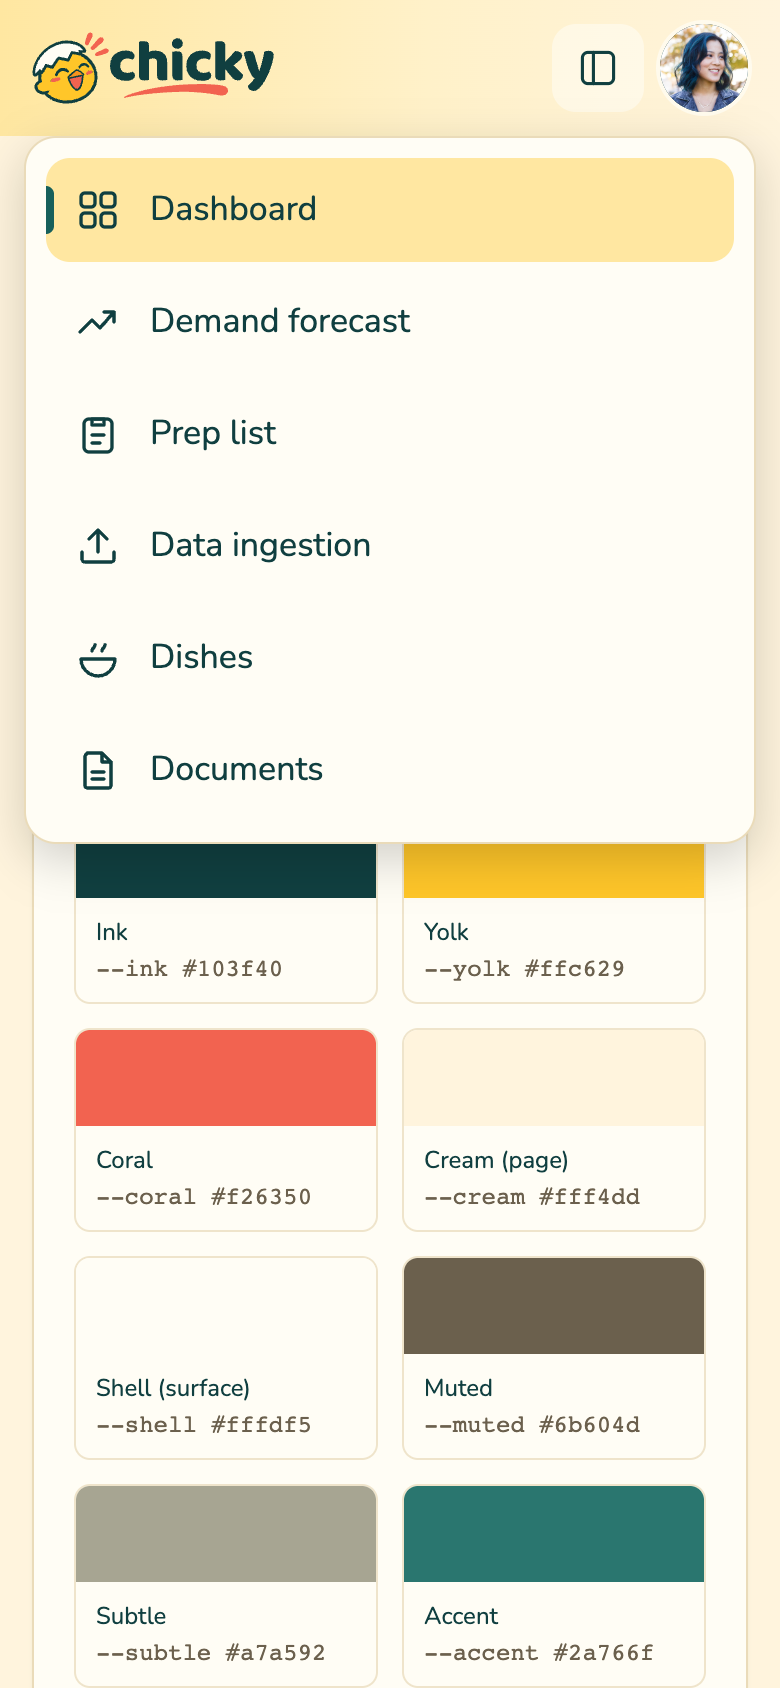 chicky
Dashboard
Demand forecast
Prep list
Data ingestion
Dishes
Documents
Ink
--ink #103f40
Yolk
--yolk #ffc629
Coral
--coral #f26350
Cream (page)
--cream #fff4dd
Shell (surface)
--shell #fffdf5
Muted
--muted #6b604d
Subtle
--subtle #a7a592
Accent
--accent #2a766f